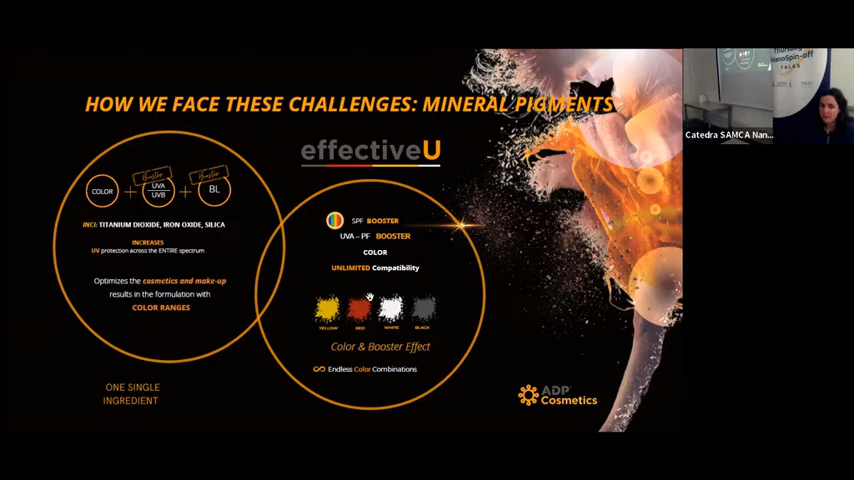 HOW WE FACE THESE CHALLENGES: MINERAL PIGMENTS
effectiveU
COLOR + Booster UVA UVB + Booster BL
INCI: TITANIUM DIOXIDE, IRON OXIDE, SILICA
INCREASES
UV protection across the ENTIRE spectrum
Optimizes the cosmetics and make-up
results in the formulation with
COLOR RANGES
ONE SINGLE
INGREDIENT
SPF BOOSTER
UVA – PF BOOSTER
COLOR
UNLIMITED Compatibility
YELLOW RED WHITE BLACK
Color & Booster Effect
Endless Color Combinations
ADP
Cosmetics
Thursday
NanoSpin-off
TALKS
Catedra SAMCA Nan...